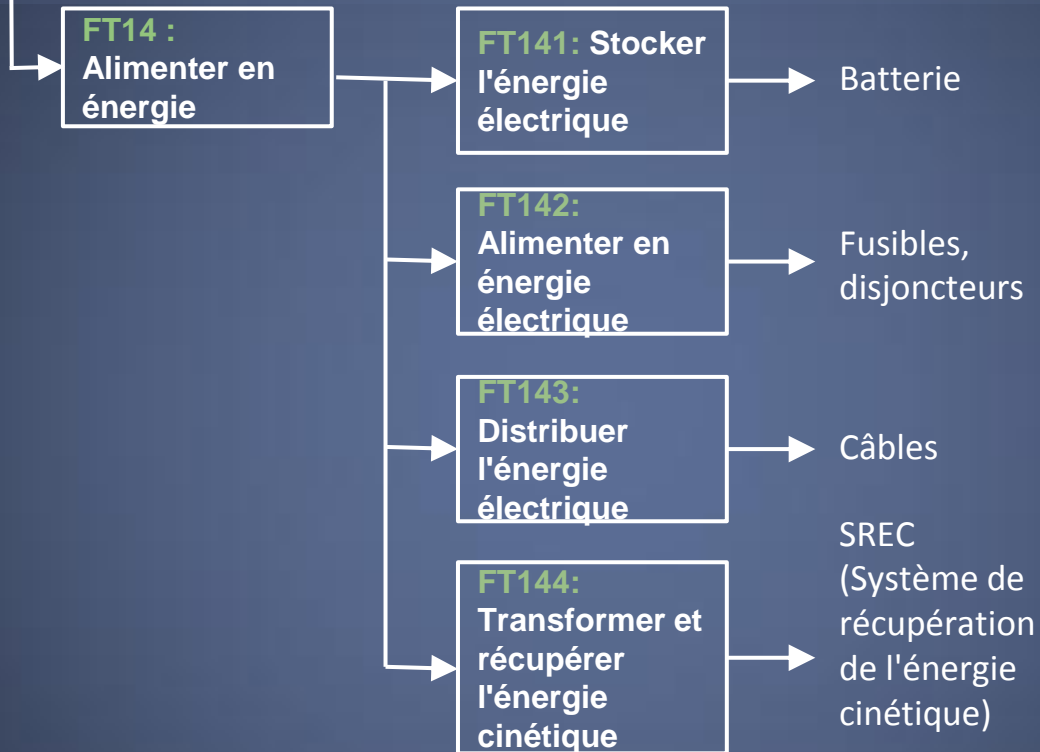 FT14 :
Alimenter en
énergie
FT141: Stocker
l'énergie
électrique
Batterie
FT142:
Alimenter en
énergie
électrique
Fusibles,
disjoncteurs
FT143:
Distribuer
l'énergie
électrique
Câbles
FT144:
Transformer et
récupérer
l'énergie
cinétique
SREC
(Système de
récupération
de l'énergie
cinétique)